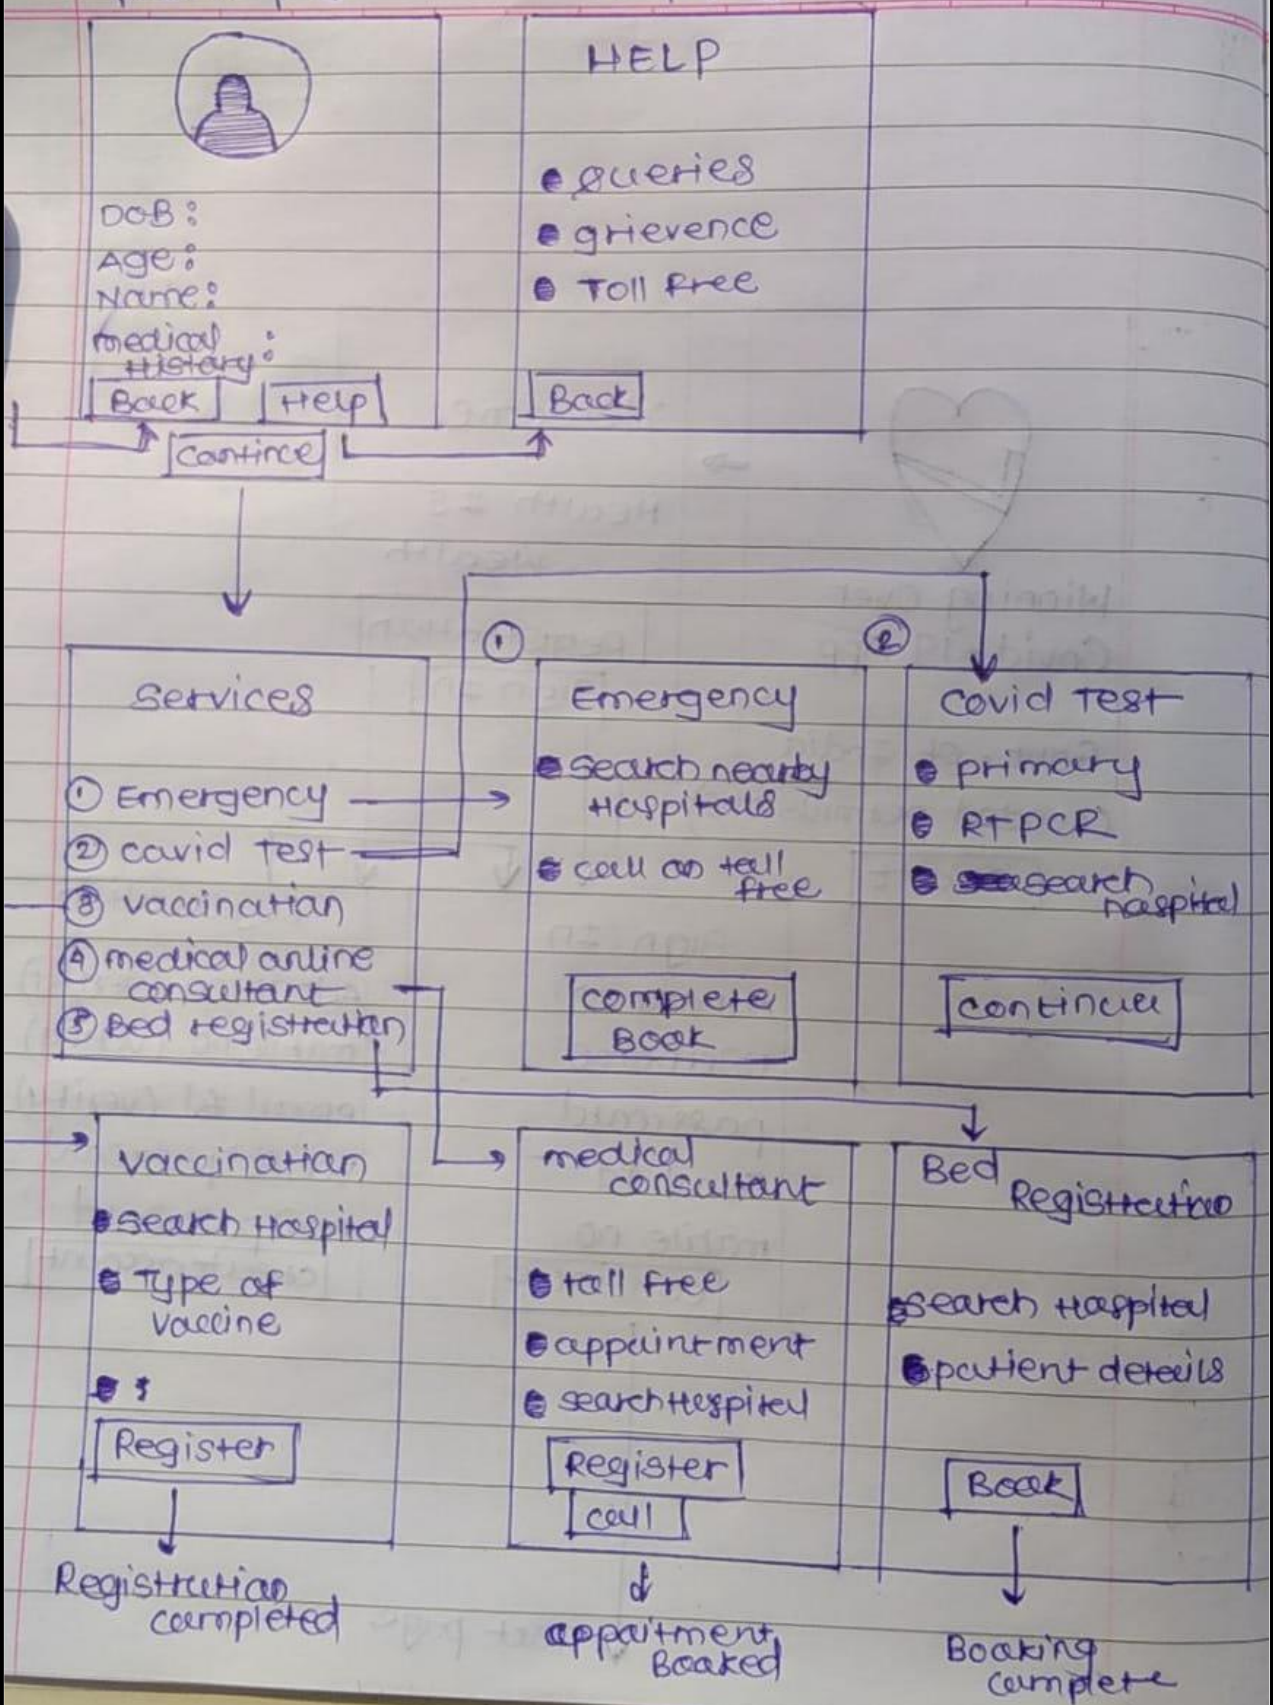 HELP
DOB:
Age:
Name:
medical
History:
Back
Help
Contince
queries
grievence
Toll Free
Back
Services
① Emergency
② covid Test
③ vaccination
④ medical online
consultant
⑤ Bed registration
①
Emergency
search nearby
Hospitals
call on toll
free
complete
Book
②
covid Test
primary
RTPCR
search
hospital
continue
vaccination
search Hospital
Type of
vaccine
Register
Registration
completed
medical
consultant
toll free
appointment
search Hospital
Register
call
appoitment
Booked
Bed
Registration
search Hospital
patient details
Book
Booking
complete